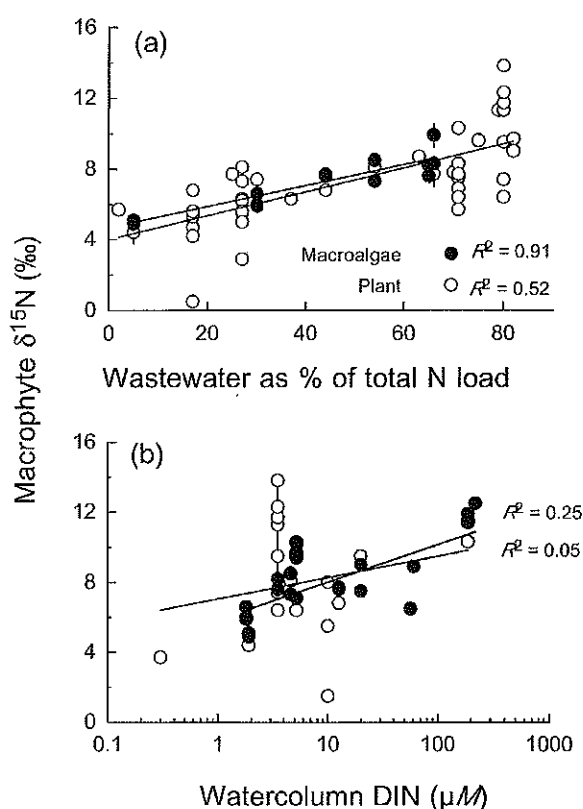 (a)
16
12
8
4
0
Macroalgae ● R² = 0.91
Plant ○ R² = 0.52
0 20 40 60 80
Wastewater as % of total N load
Macrophyte δ¹⁵N (‰)
(b)
16
12
8
4
0
R² = 0.25
R² = 0.05
0.1 1 10 100 1000
Watercolumn DIN (μM)